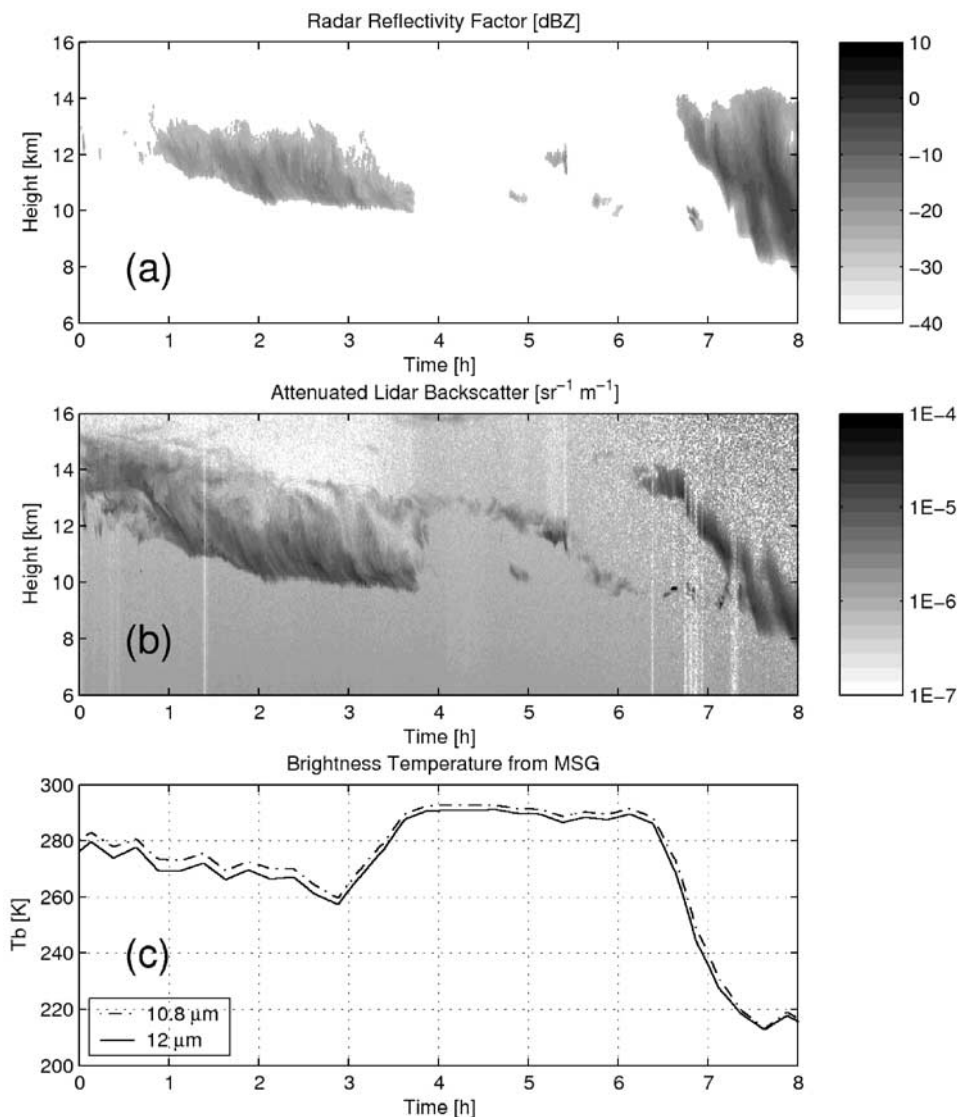 Radar Reflectivity Factor [dBZ]
16
14
12
10
8
6
Height [km]
(a)
0 1 2 3 4 5 6 7 8
Time [h]
10
0
−10
−20
−30
−40
Attenuated Lidar Backscatter [sr⁻¹ m⁻¹]
16
14
12
10
8
6
Height [km]
(b)
0 1 2 3 4 5 6 7 8
Time [h]
1E−4
1E−5
1E−6
1E−7
Brightness Temperature from MSG
300
280
260
240
220
200
Tb [K]
(c)
10.8 μm
12 μm
0 1 2 3 4 5 6 7 8
Time [h]